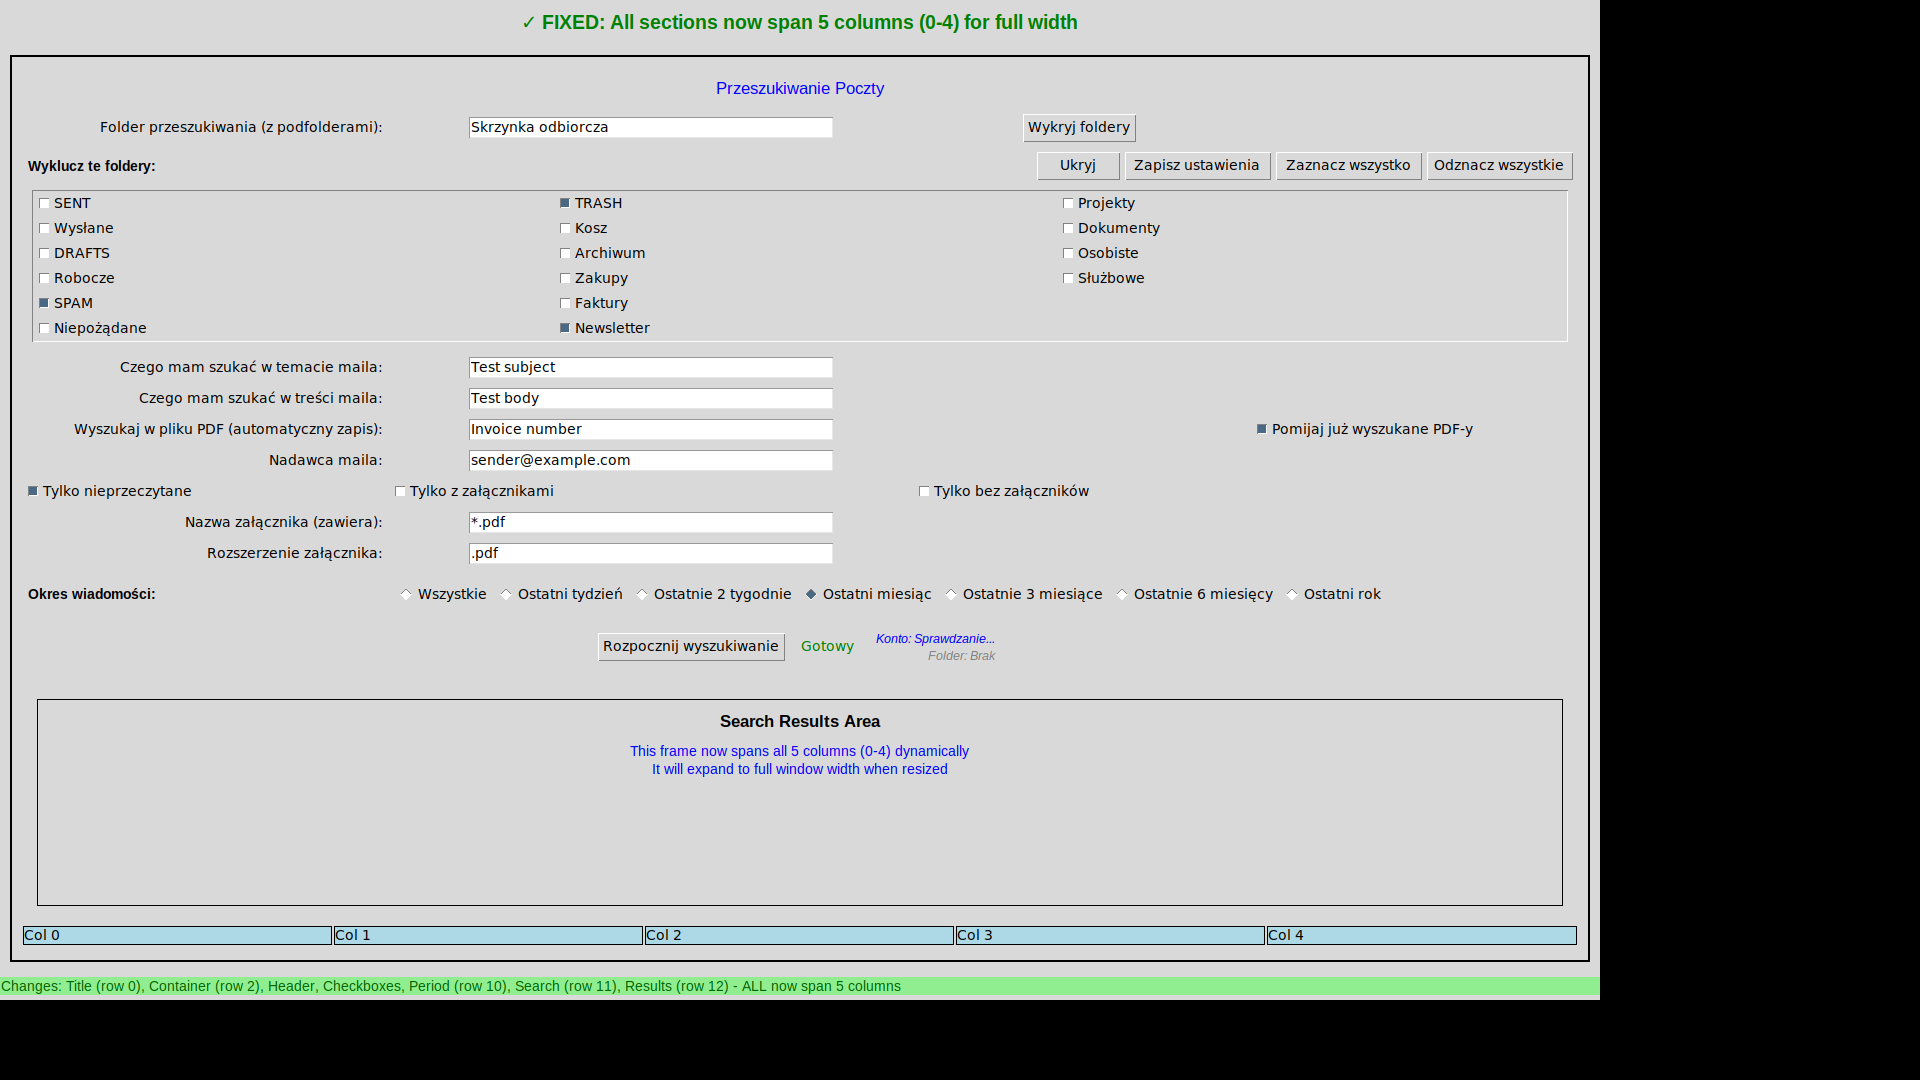 ✓ FIXED: All sections now span 5 columns (0-4) for full width
Przeszukiwanie Poczty
Folder przeszukiwania (z podfolderami): Skrzynka odbiorcza Wykryj foldery
Wyklucz te foldery: Ukryj Zapisz ustawienia Zaznacz wszystko Odznacz wszystkie
SENT TRASH Projekty
Wysłane Kosz Dokumenty
DRAFTS Archiwum Osobiste
Robocze Zakupy Służbowe
SPAM Faktury
Niepożądane Newsletter
Czego mam szukać w temacie maila: Test subject
Czego mam szukać w treści maila: Test body
Wyszukaj w pliku PDF (automatyczny zapis): Invoice number Pomijaj już wyszukane PDF-y
Nadawca maila: sender@example.com
Tylko nieprzeczytane Tylko z załącznikami Tylko bez załączników
Nazwa załącznika (zawiera): *.pdf
Rozszerzenie załącznika: .pdf
Okres wiadomości: Wszystkie Ostatni tydzień Ostatnie 2 tygodnie Ostatni miesiąc Ostatnie 3 miesiące Ostatnie 6 miesięcy Ostatni rok
Rozpocznij wyszukiwanie Gotowy Konto: Sprawdzanie...
Folder: Brak
Search Results Area
This frame now spans all 5 columns (0-4) dynamically
It will expand to full window width when resized
Col 0 Col 1 Col 2 Col 3 Col 4
Changes: Title (row 0), Container (row 2), Header, Checkboxes, Period (row 10), Search (row 11), Results (row 12) - ALL now span 5 columns